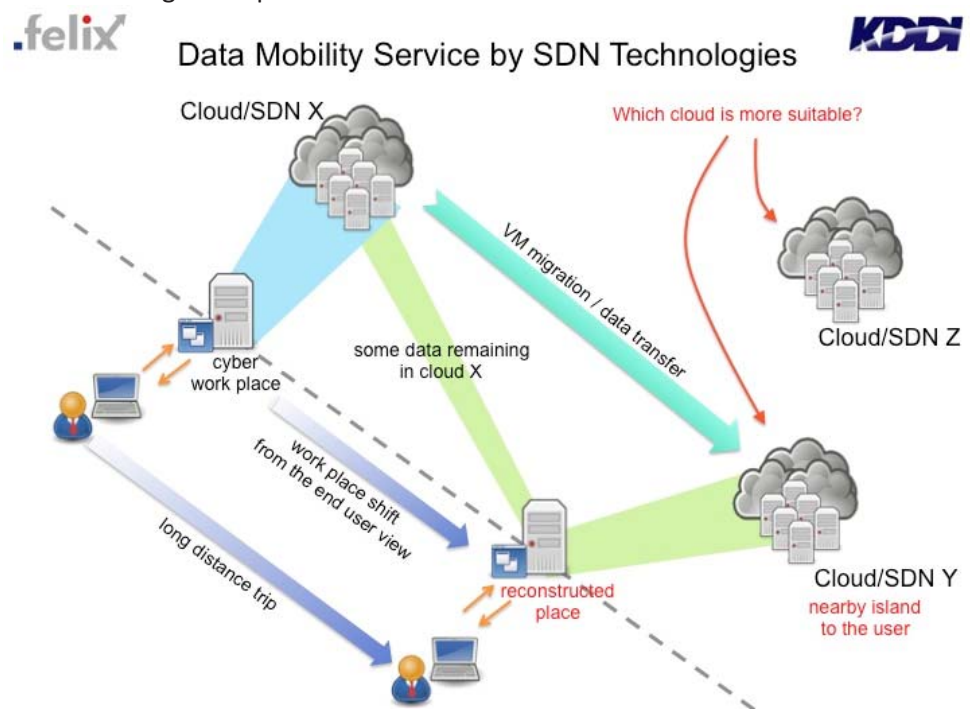 .felix
KDDI
Data Mobility Service by SDN Technologies
Cloud/SDN X
Which cloud is more suitable?
VM migration / data transfer
Cloud/SDN Z
cyber
work place
some data remaining
in cloud X
work place shift
from the end user view
long distance trip
reconstructed
place
Cloud/SDN Y
nearby island
to the user